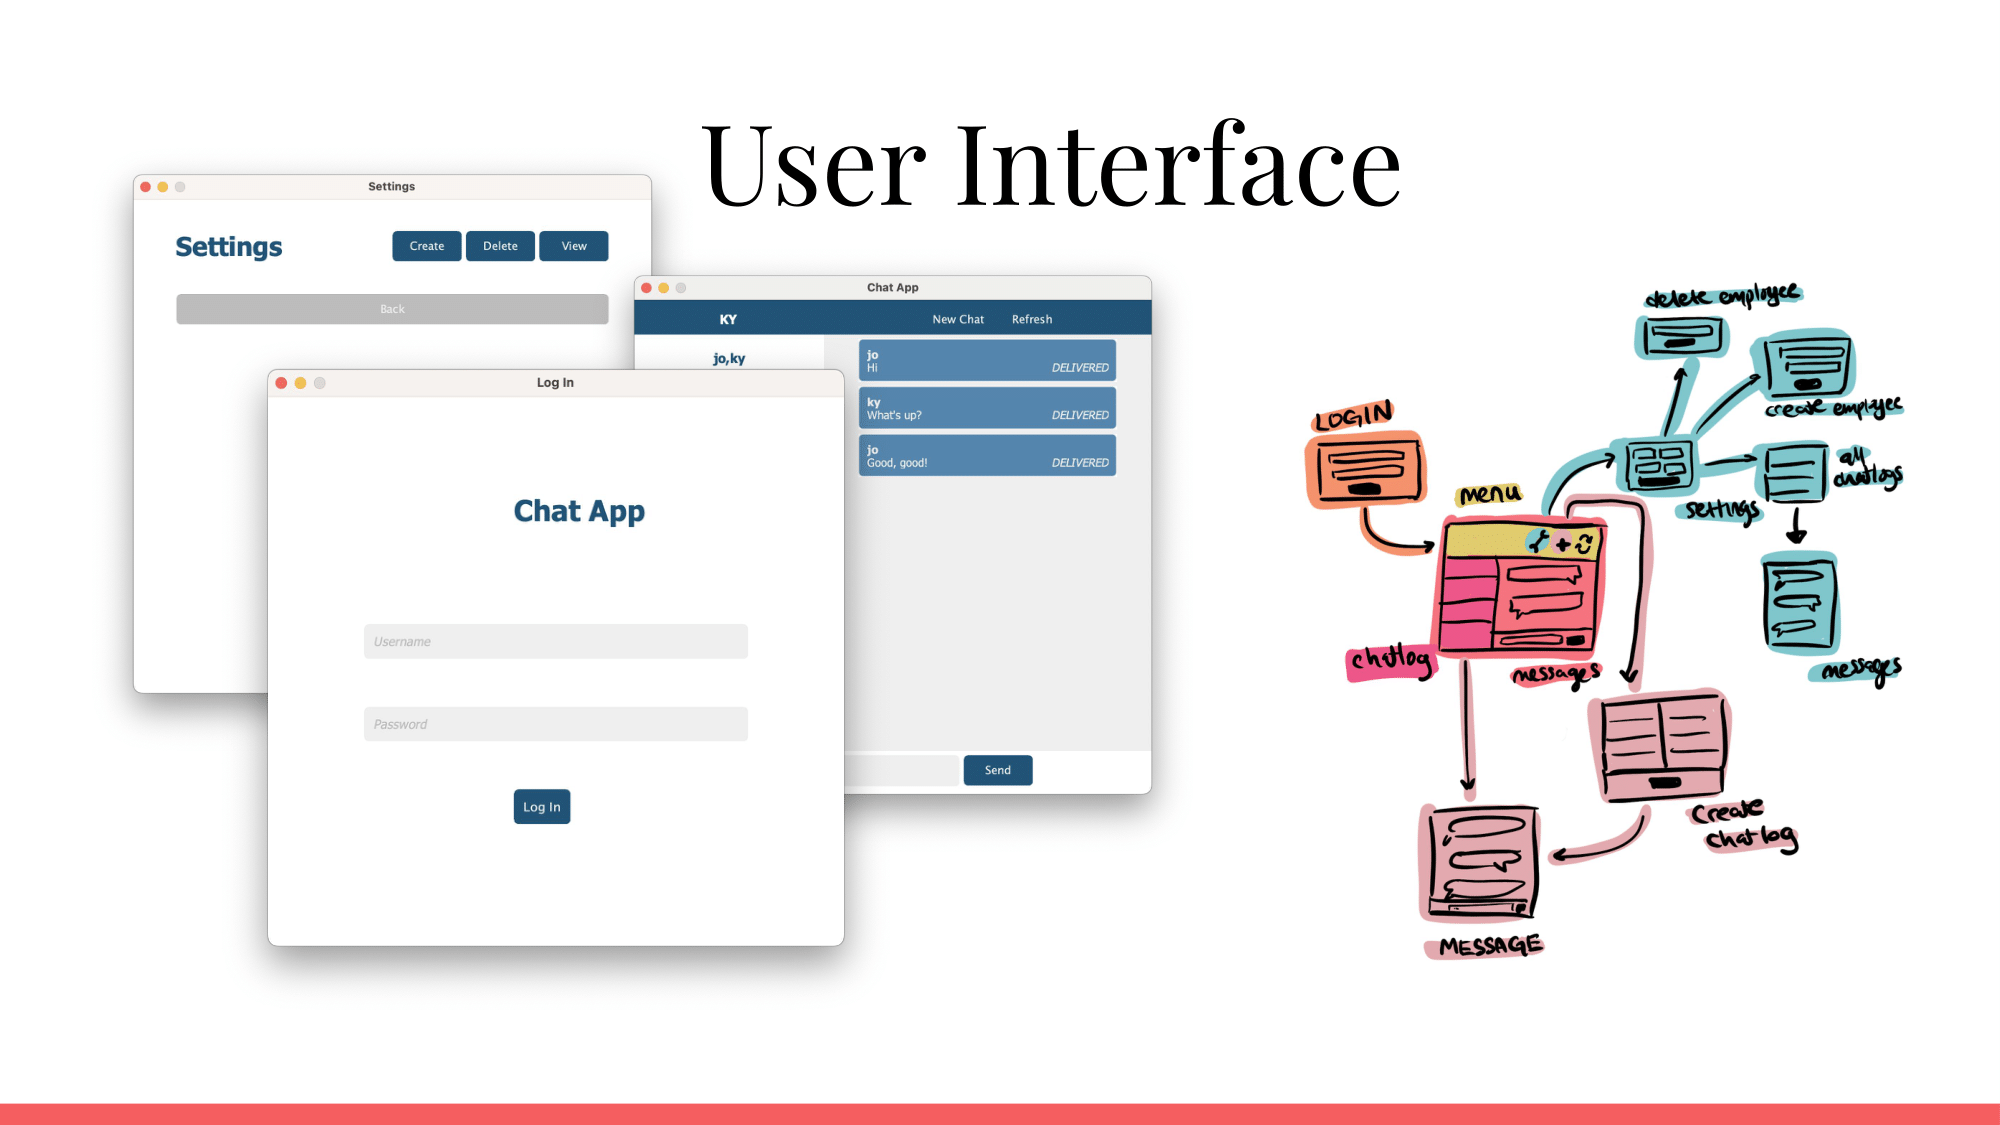 User Interface
Settings
Settings
Create
Delete
View
Back
Chat App
KY
New Chat
Refresh
jo,ky
jo
Hi
DELIVERED
ky
What's up?
DELIVERED
jo
Good, good!
DELIVERED
Send
Log In
Chat App
Username
Password
Log In
delete employee
create employee
LOGIN
all
chatlogs
menu
settings
chatlog
messages
messages
Create
chatlog
MESSAGE